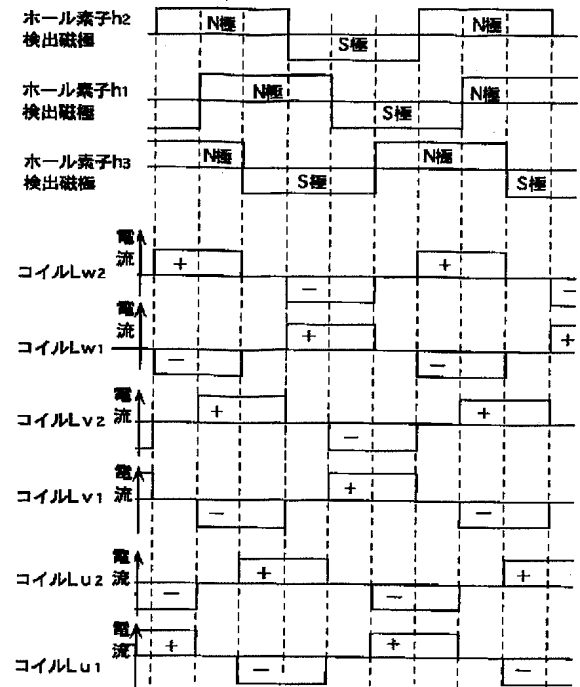 ホール素子h2
検出磁極
N極
S極
N極
ホール素子h1
検出磁極
N極
S極
N極
ホール素子h3
検出磁極
N極
S極
N極
S極
電流
コイルLw2
+
−
+
−
電流
コイルLw1
−
+
−
+
電流
コイルLv2
+
−
+
電流
コイルLv1
−
+
−
電流
コイルLu2
−
+
−
+
電流
コイルLu1
+
−
+
−